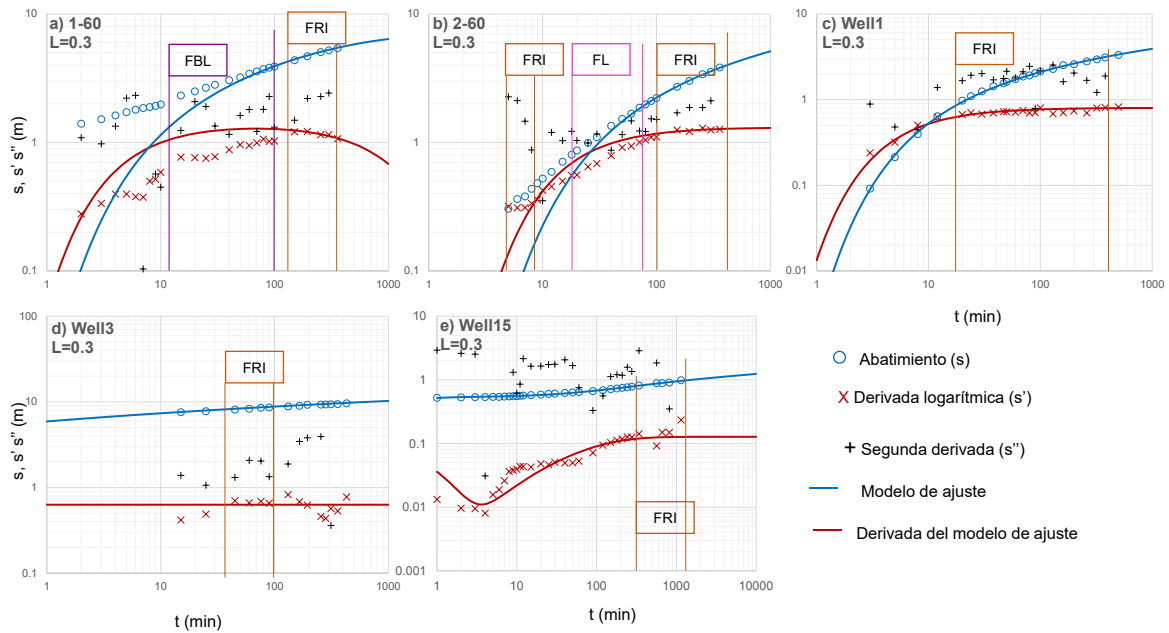 a) 1-60
L=0.3
FBL
FRI
10
1
0.1
1
10
100
1000
s, s' s" (m)
b) 2-60
L=0.3
FRI
FL
FRI
10
1
0.1
1
10
100
1000
c) Well1
L=0.3
FRI
10
1
0.1
0.01
1
10
100
1000
t (min)
d) Well3
L=0.3
FRI
100
10
1
0.1
1
10
100
1000
s, s' s" (m)
t (min)
e) Well15
L=0.3
FRI
10
1
0.1
0.01
0.001
1
10
100
1000
10000
t (min)
Abatimiento (s)
Derivada logarítmica (s’)
Segunda derivada (s’’)
Modelo de ajuste
Derivada del modelo de ajuste